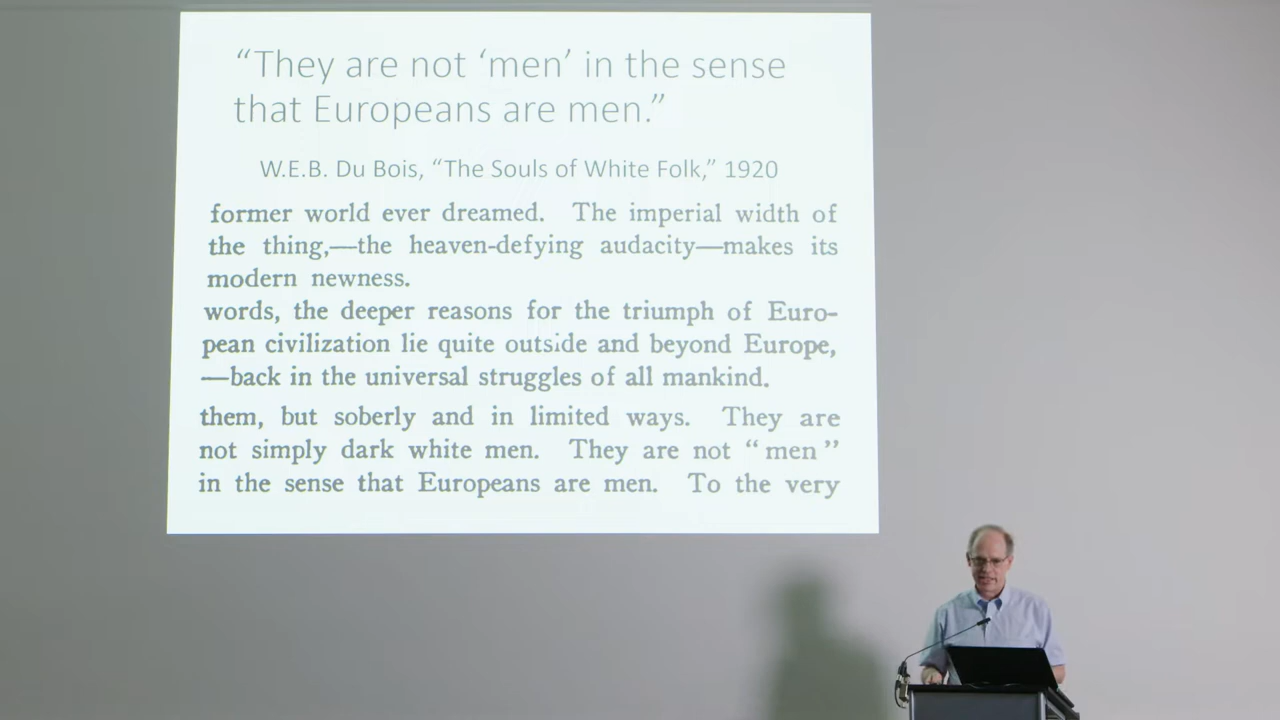 “They are not ‘men’ in the sense
that Europeans are men.”
W.E.B. Du Bois, “The Souls of White Folk,” 1920
former world ever dreamed. The imperial width of
the thing,—the heaven-defying audacity—makes its
modern newness.
words, the deeper reasons for the triumph of Euro-
pean civilization lie quite outside and beyond Europe,
—back in the universal struggles of all mankind.
them, but soberly and in limited ways. They are
not simply dark white men. They are not “men”
in the sense that Europeans are men. To the very